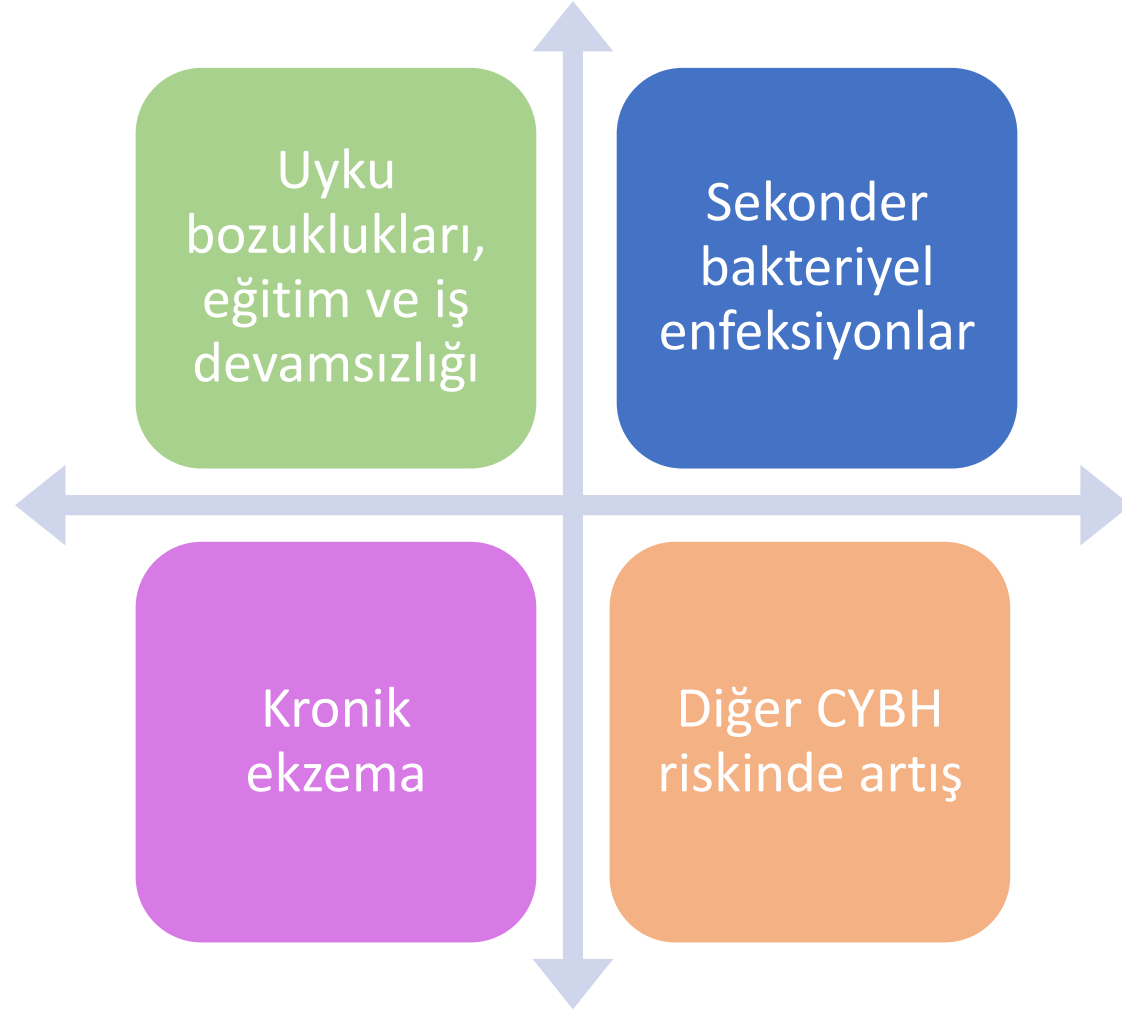 Uyku
bozuklukları,
eğitim ve iş
devamsızlığı
Sekonder
bakteriyel
enfeksiyonlar
Kronik
ekzema
Diğer CYBH
riskinde artış